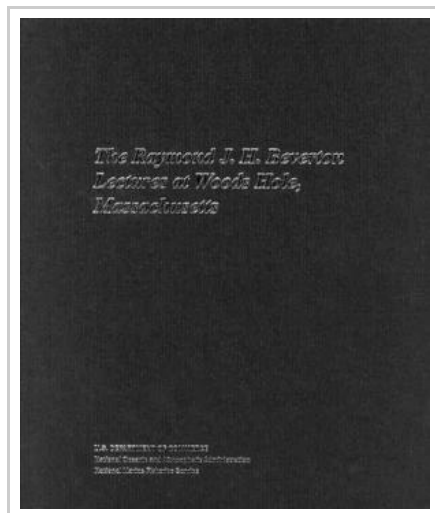 The Raymond J. H. Beverton
Lectures at Woods Hole,
Massachusetts
U.S. DEPARTMENT OF COMMERCE
National Oceanic and Atmospheric Administration
National Marine Fisheries Service